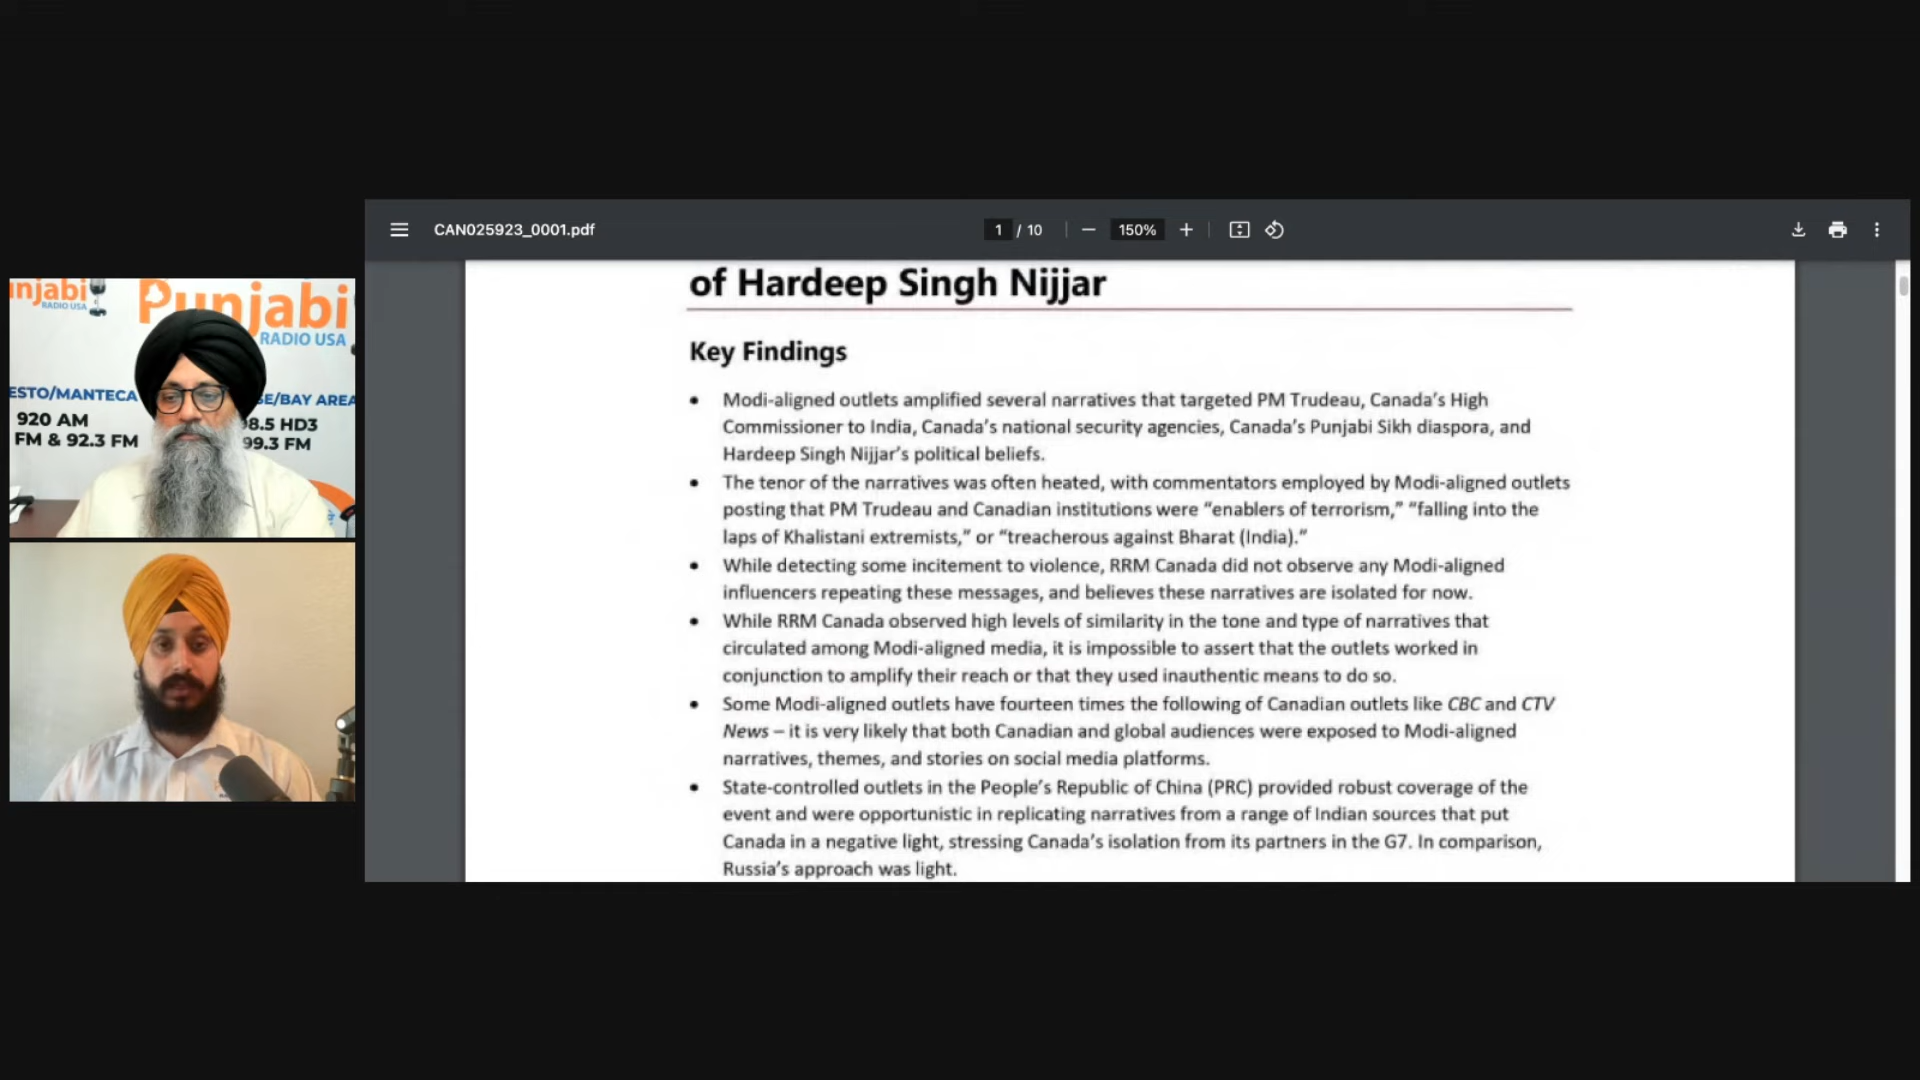 CAN025923_0001.pdf
1 / 10
150%
of Hardeep Singh Nijjar
Key Findings
• Modi-aligned outlets amplified several narratives that targeted PM Trudeau, Canada's High
Commissioner to India, Canada's national security agencies, Canada's Punjabi Sikh diaspora, and
Hardeep Singh Nijjar's political beliefs.
• The tenor of the narratives was often heated, with commentators employed by Modi-aligned outlets
posting that PM Trudeau and Canadian institutions were “enablers of terrorism,” “falling into the
laps of Khalistani extremists,” or “treacherous against Bharat (India).”
• While detecting some incitement to violence, RRM Canada did not observe any Modi-aligned
influencers repeating these messages, and believes these narratives are isolated for now.
• While RRM Canada observed high levels of similarity in the tone and type of narratives that
circulated among Modi-aligned media, it is impossible to assert that the outlets worked in
conjunction to amplify their reach or that they used inauthentic means to do so.
• Some Modi-aligned outlets have fourteen times the following of Canadian outlets like CBC and CTV
News – it is very likely that both Canadian and global audiences were exposed to Modi-aligned
narratives, themes, and stories on social media platforms.
• State-controlled outlets in the People's Republic of China (PRC) provided robust coverage of the
event and were opportunistic in replicating narratives from a range of Indian sources that put
Canada in a negative light, stressing Canada's isolation from its partners in the G7. In comparison,
Russia's approach was light.
njabi
RADIO USA
Punjabi
RADIO USA
ESTO/MANTECA
920 AM
FM & 92.3 FM
SE/BAY AREA
98.5 HD3
99.3 FM